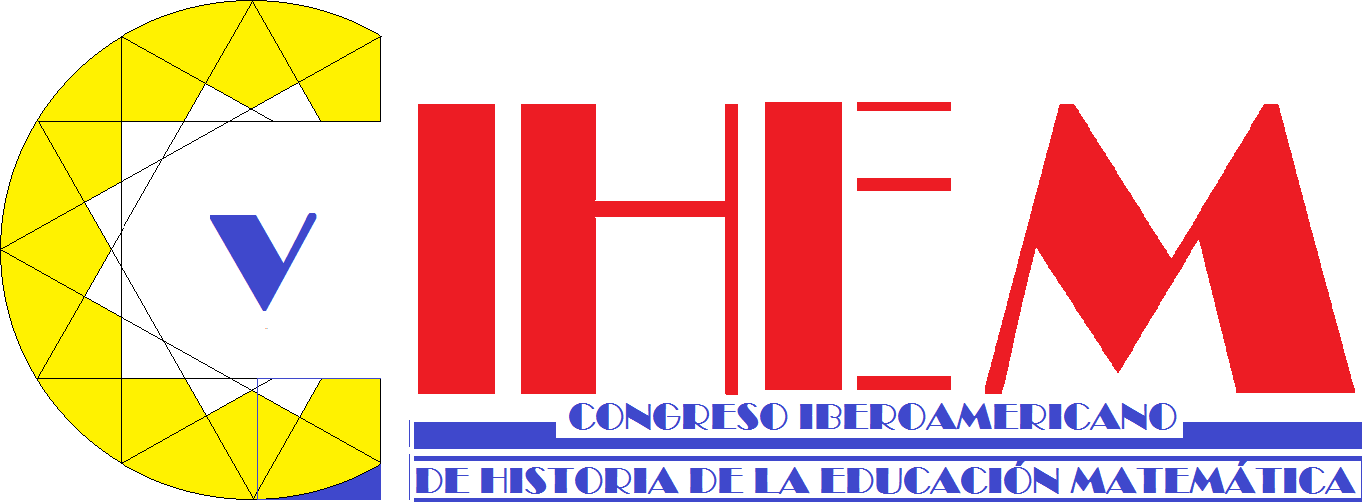 CIHEM
V
CONGRESO IBEROAMERICANO
DE HISTORIA DE LA EDUCACIÓN MATEMÁTICA